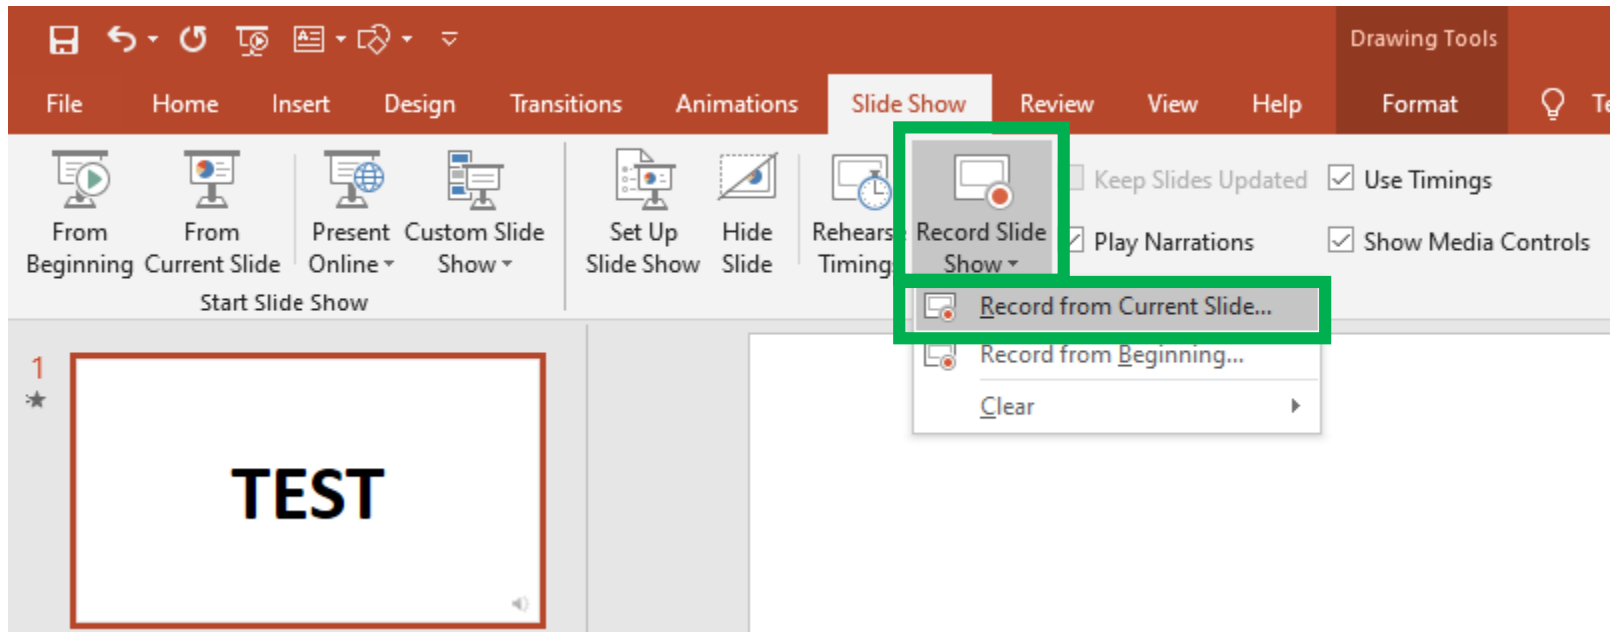 Drawing Tools
File Home Insert Design Transitions Animations Slide Show Review View Help Format
From Beginning
From Current Slide
Present Online
Custom Slide Show
Set Up Slide Show
Hide Slide
Record Slide Show
Keep Slides Updated
Use Timings
Play Narrations
Show Media Controls
Start Slide Show
Record from Current Slide...
Record from Beginning...
Clear
1
TEST